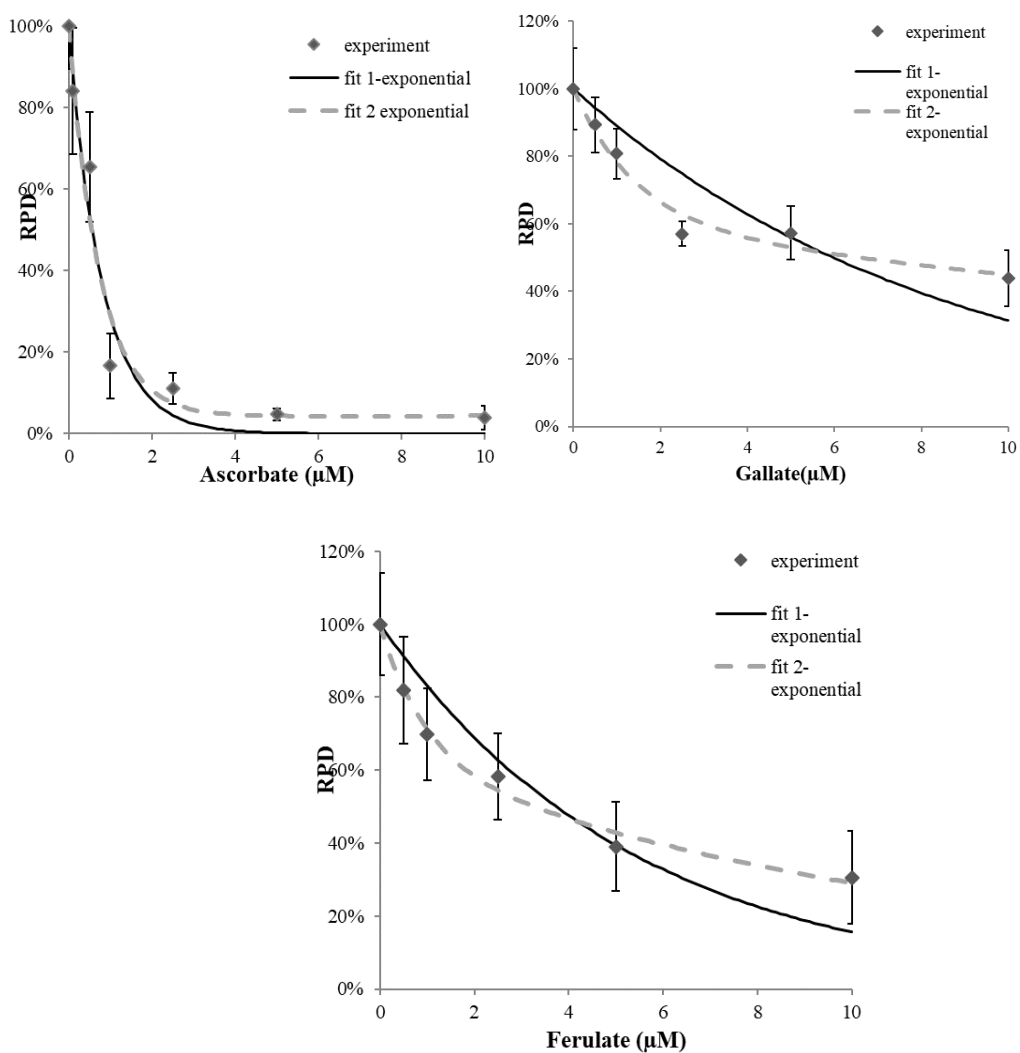 100%
80%
60%
40%
20%
0%
RPD
0
2
4
6
8
10
Ascorbate (µM)
experiment
fit 1-exponential
fit 2 exponential
120%
100%
80%
60%
40%
20%
0%
RPD
0
2
4
6
8
10
Gallate(µM)
experiment
fit 1-
exponential
fit 2-
exponential
120%
100%
80%
60%
40%
20%
0%
RPD
0
2
4
6
8
10
Ferulate (µM)
experiment
fit 1-
exponential
fit 2-
exponential